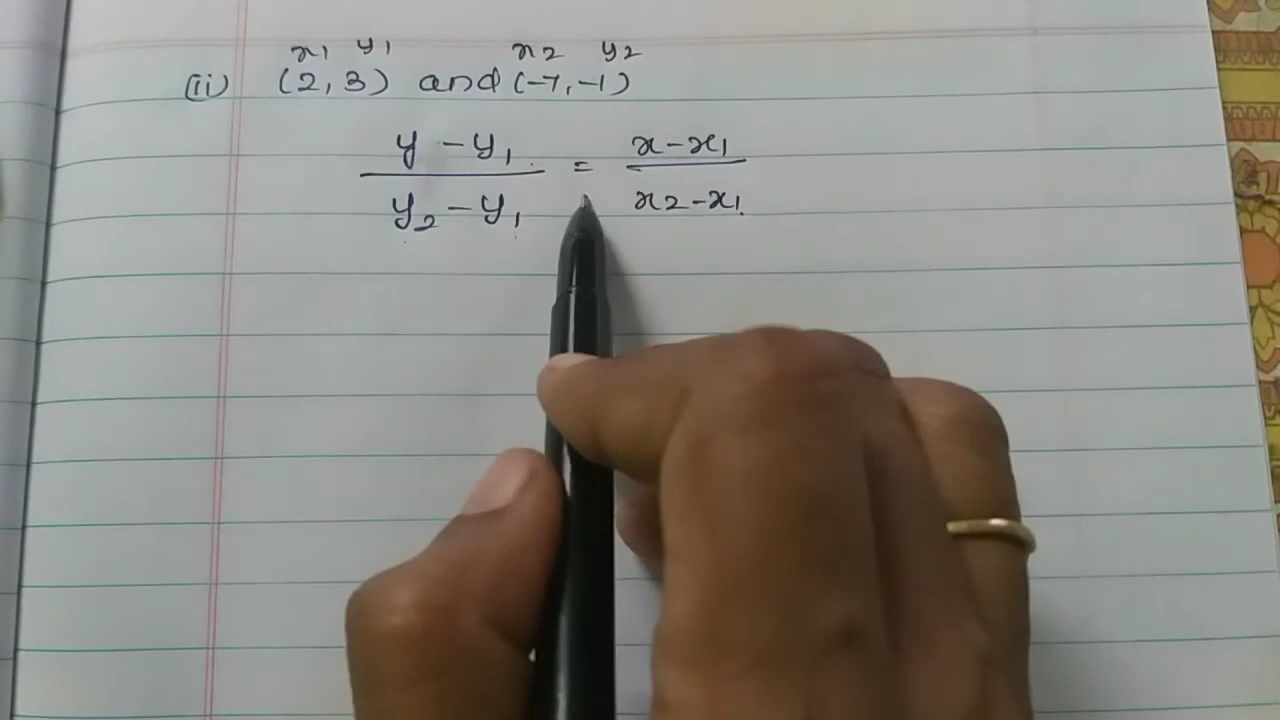 x1 y1 x2 y2
(ii) (2, 3) and (-7, -1)
y - y1 = x - x1
y2 - y1 x2 - x1